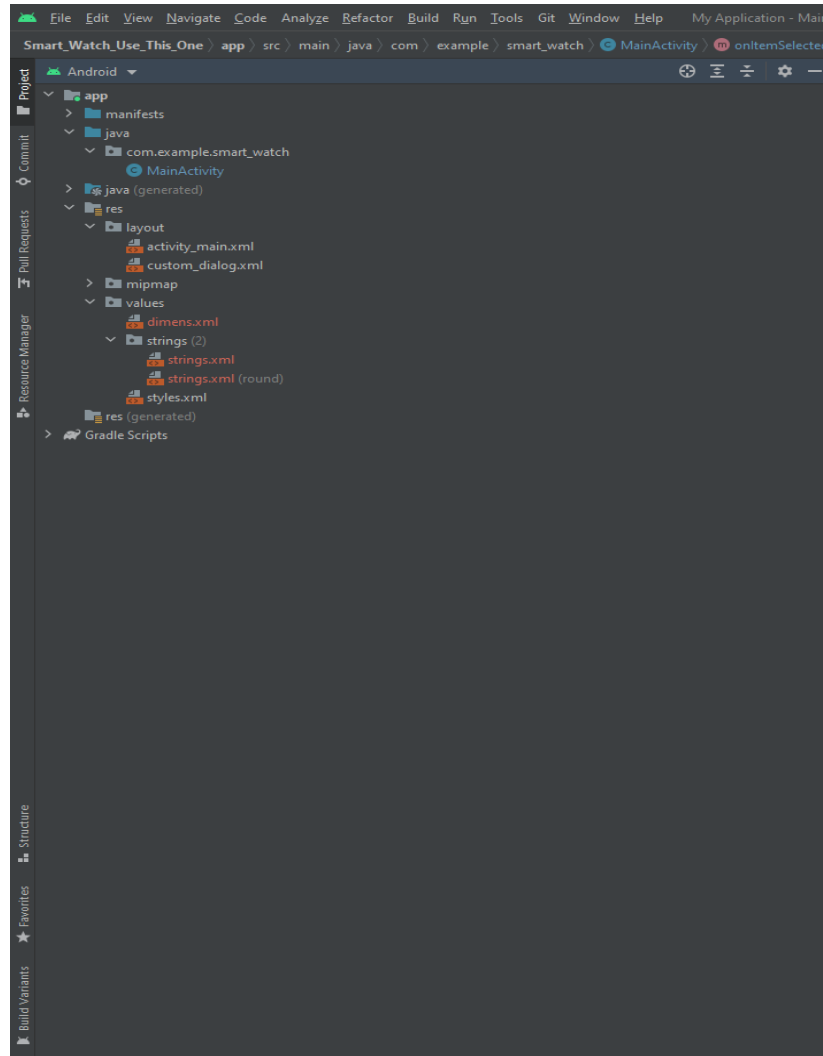 File Edit View Navigate Code Analyze Refactor Build Run Tools Git Window Help My Application - Mai
Smart_Watch_Use_This_One 〉 app 〉 src 〉 main 〉 java 〉 com 〉 example 〉 smart_watch 〉 MainActivity 〉 onItemSelected
Android
app
manifests
java
com.example.smart_watch
MainActivity
java (generated)
res
layout
activity_main.xml
custom_dialog.xml
mipmap
values
dimens.xml
strings (2)
strings.xml
strings.xml (round)
styles.xml
res (generated)
Gradle Scripts
Project
Commit
Pull Requests
Resource Manager
Structure
Favorites
Build Variants